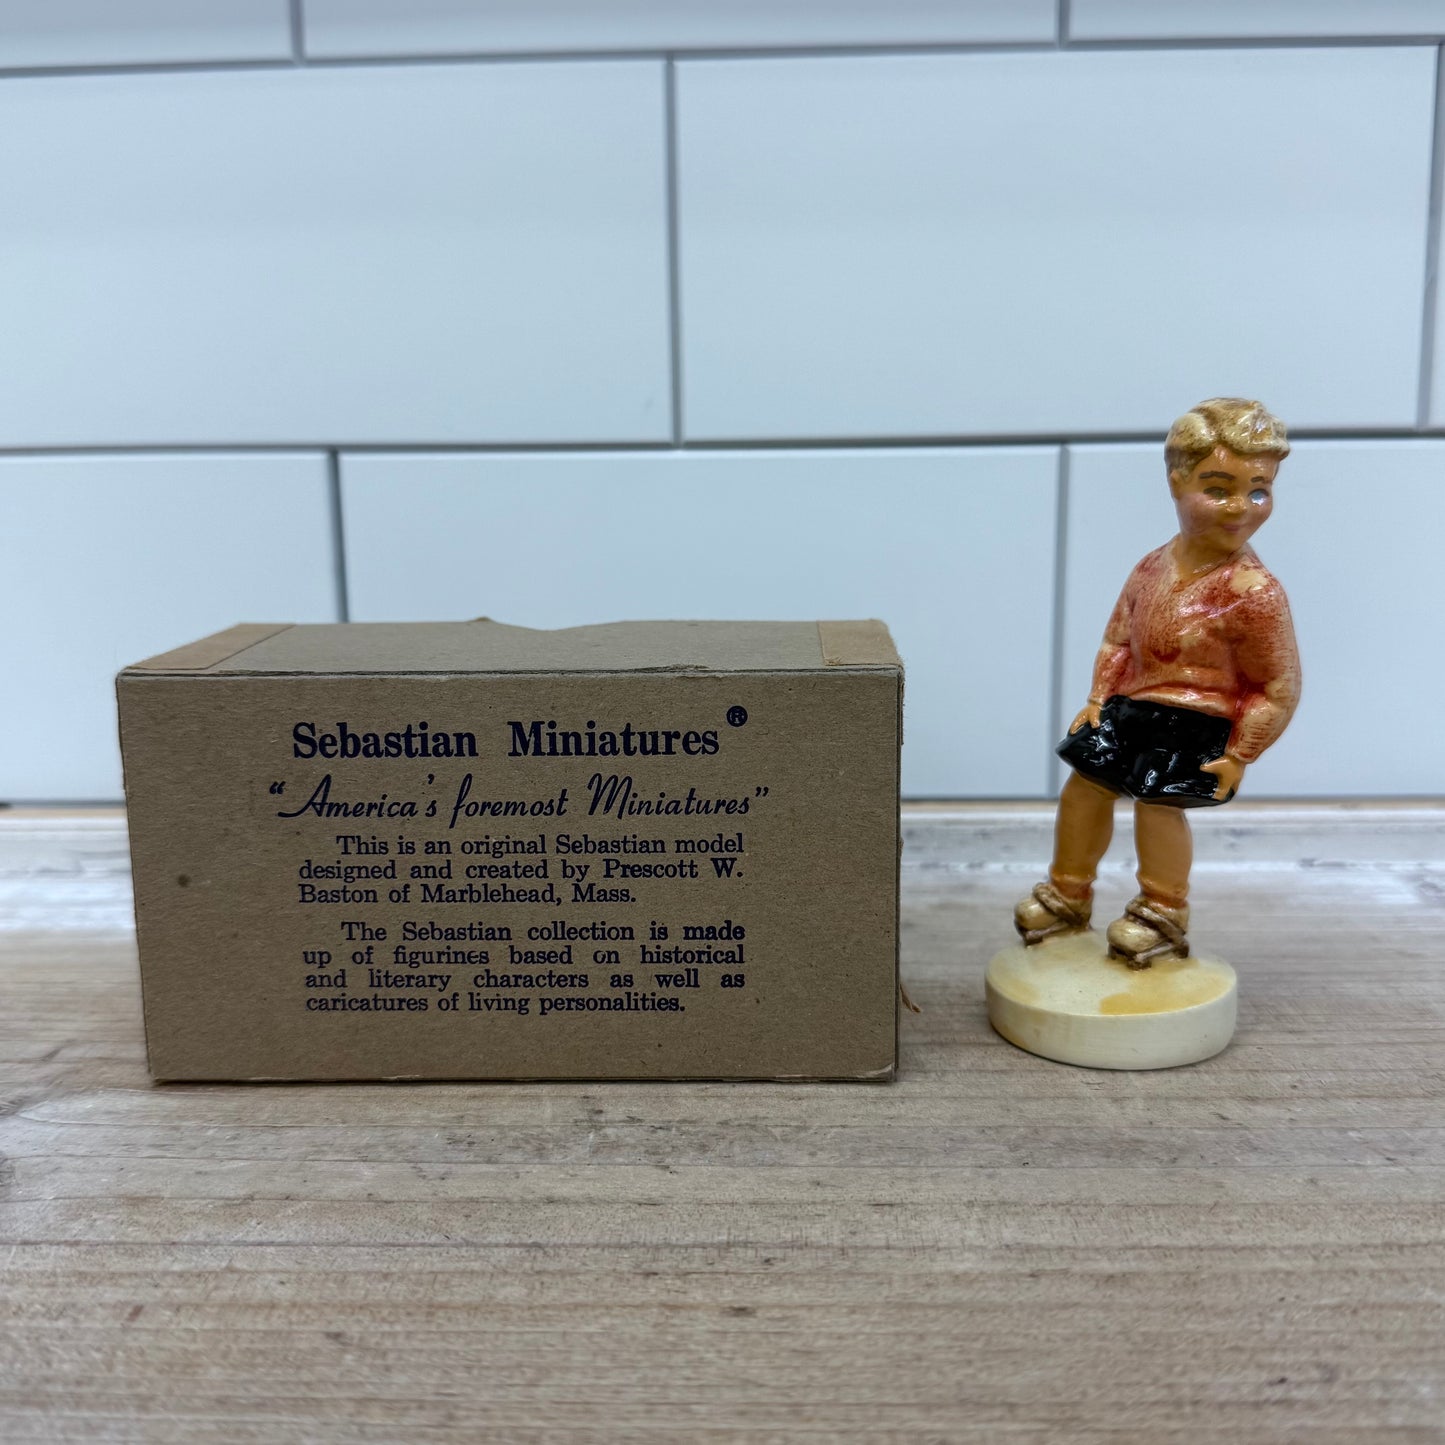 Sebastian Miniatures®
"America's foremost Miniatures"
This is an original Sebastian model
designed and created by Prescott W.
Baston of Marblehead, Mass.
The Sebastian collection is made
up of figurines based on historical
and literary characters as well as
caricatures of living personalities.